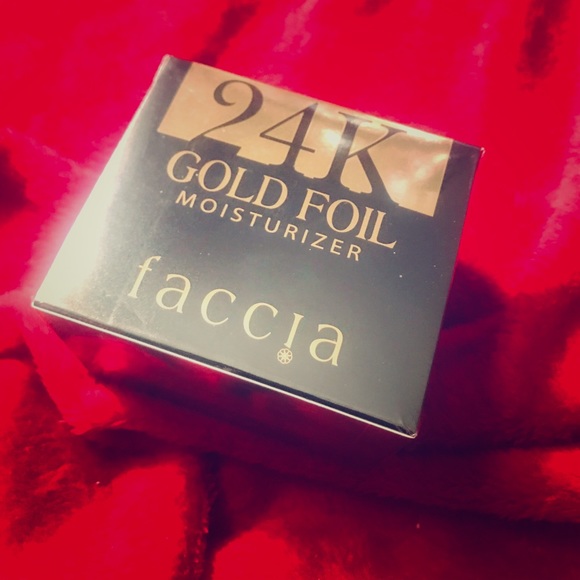 24K
GOLD FOIL
MOISTURIZER
faccia